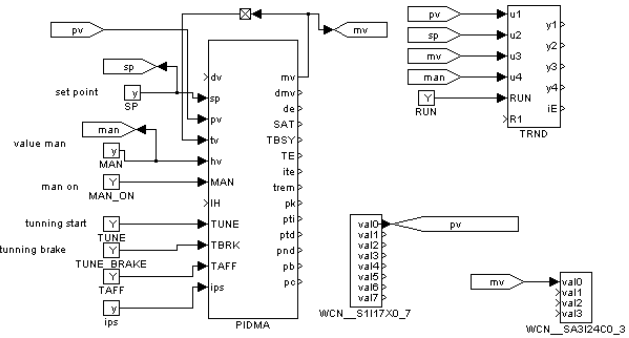 pv
mv
sp
set point
y
SP
man
value man
y
MAN
man on
Y
MAN_ON
tunning start
Y
TUNE
tunning brake
Y
TUNE_BRAKE
Y
TAFF
y
ips
dv
sp
pv
tv
hv
MAN
IH
TUNE
TBRK
TAFF
ips
mv
dmv
de
SAT
TBSY
TE
ite
trem
pk
pti
ptd
pnd
pb
pc
PIDMA
pv
sp
mv
man
Y
RUN
u1
u2
u3
u4
RUN
R1
y1
y2
y3
y4
iE
TRND
val0
val1
val2
val3
val4
val5
val6
val7
pv
WCN__S1I17X0_7
mv
val0
val1
val2
val3
WCN__SA3I24C0_3